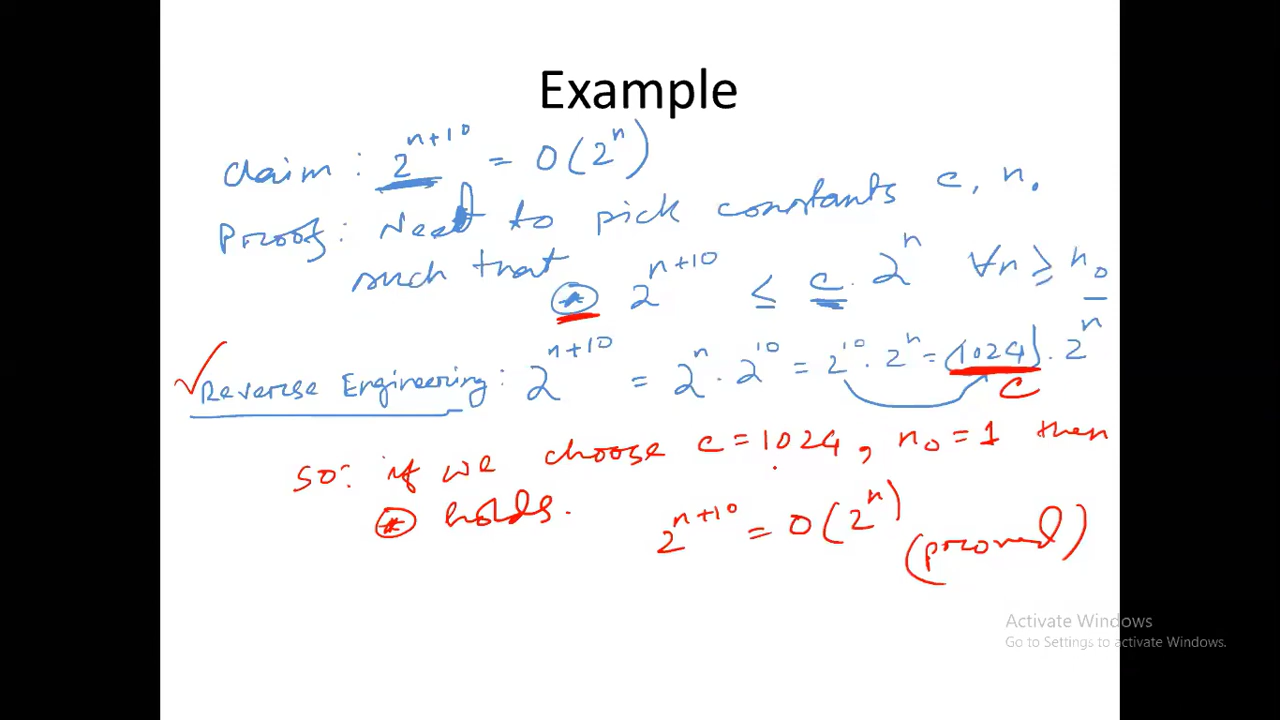 Example
Claim: 2^{n+10} = O(2^n)
Proof: Need to pick constants c, n₀
such that
(*) 2^{n+10} ≤ c. 2^n ∀n ≥ n₀
Reverse Engineering: 2^{n+10} = 2^n · 2^{10} = 2^{10} · 2^n = (1024) · 2^n
C
so: if we choose c = 1024, n₀ = 1 then
(*) holds.
2^{n+10} = O(2^n)
(proved)
Activate Windows
Go to Settings to activate Windows.